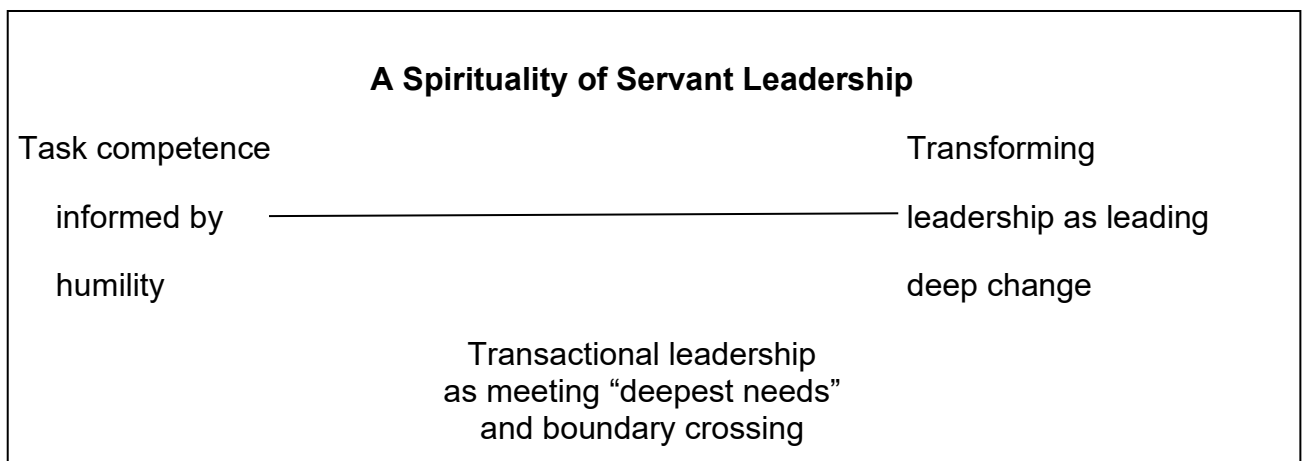 A Spirituality of Servant Leadership
Task competence
informed by
humility
Transforming
leadership as leading
deep change
Transactional leadership
as meeting “deepest needs”
and boundary crossing